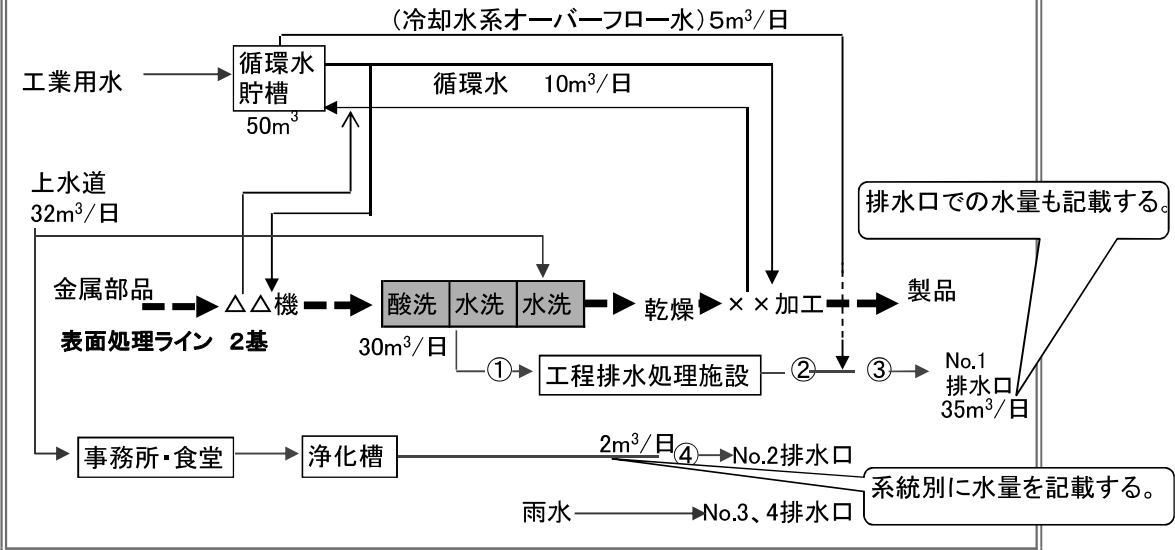 (冷却水系オーバーフロー水)5m³/日
工業用水
循環水
貯槽
50m³
循環水 10m³/日
上水道
32m³/日
排水口での水量も記載する。
金属部品
△△機
酸洗
水洗
水洗
乾燥
××加工
製品
表面処理ライン 2基
30m³/日
①
工程排水処理施設
②
③
No.1
排水口
35m³/日
事務所・食堂
浄化槽
2m³/日
④
No.2排水口
系統別に水量を記載する。
雨水
No.3、4排水口